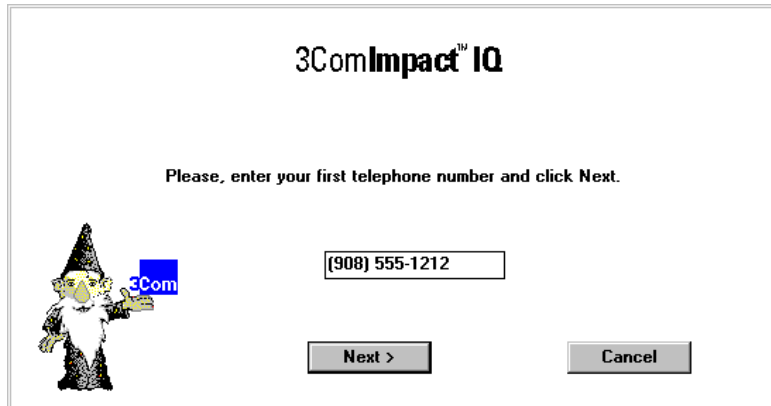 3ComImpact™ IQ
Please, enter your first telephone number and click Next.
(908) 555-1212
3Com
Next >
Cancel